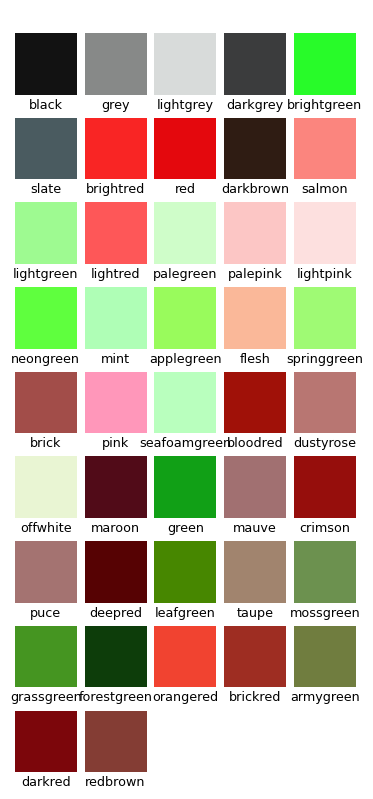 black grey lightgrey darkgrey brightgreen
slate brightred red darkbrown salmon
lightgreen lightred palegreen palepink lightpink
neongreen mint applegreen flesh springgreen
brick pink seafoamgreen bloodred dustyrose
offwhite maroon green mauve crimson
puce deepred leafgreen taupe mossgreen
grassgreen forestgreen orangered brickred armygreen
darkred redbrown